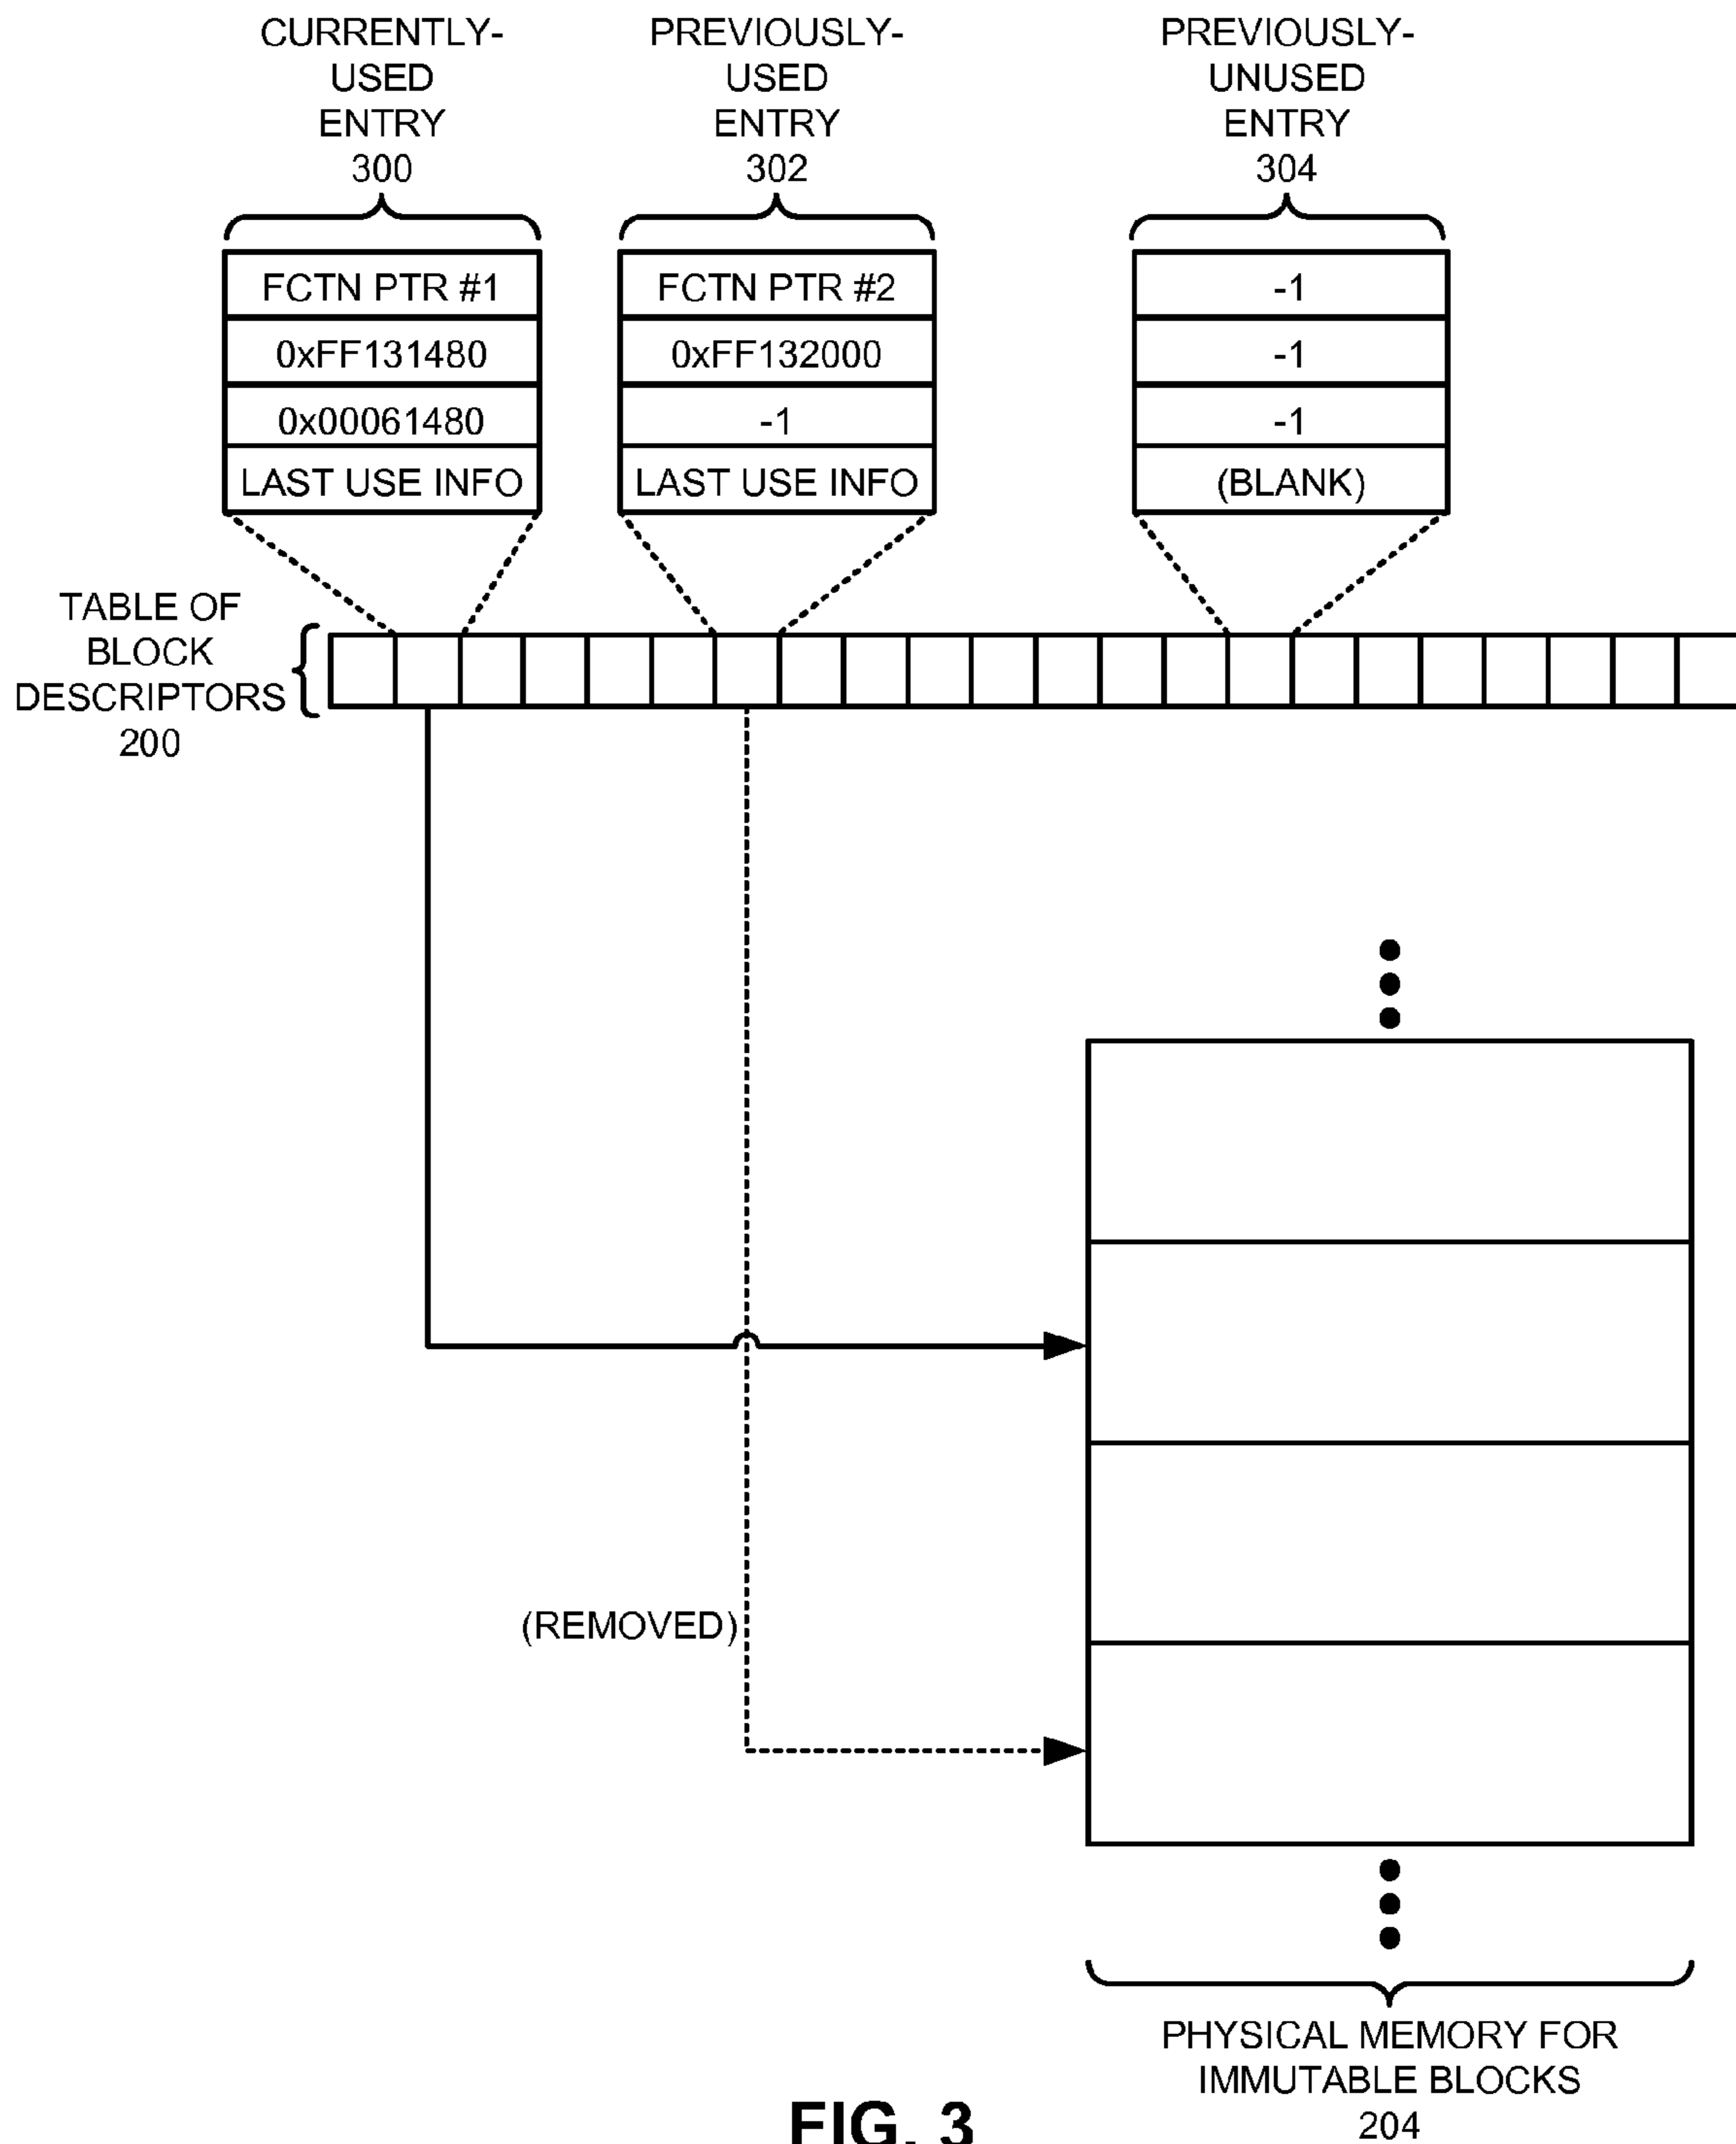 CURRENTLY-
USED
ENTRY
300
PREVIOUSLY-
USED
ENTRY
302
PREVIOUSLY-
UNUSED
ENTRY
304
FCTN PTR #1
0xFF131480
0x00061480
LAST USE INFO
FCTN PTR #2
0xFF132000
-1
LAST USE INFO
-1
-1
-1
(BLANK)
TABLE OF
BLOCK
DESCRIPTORS
200
(REMOVED)
PHYSICAL MEMORY FOR
IMMUTABLE BLOCKS
204
FIG. 3